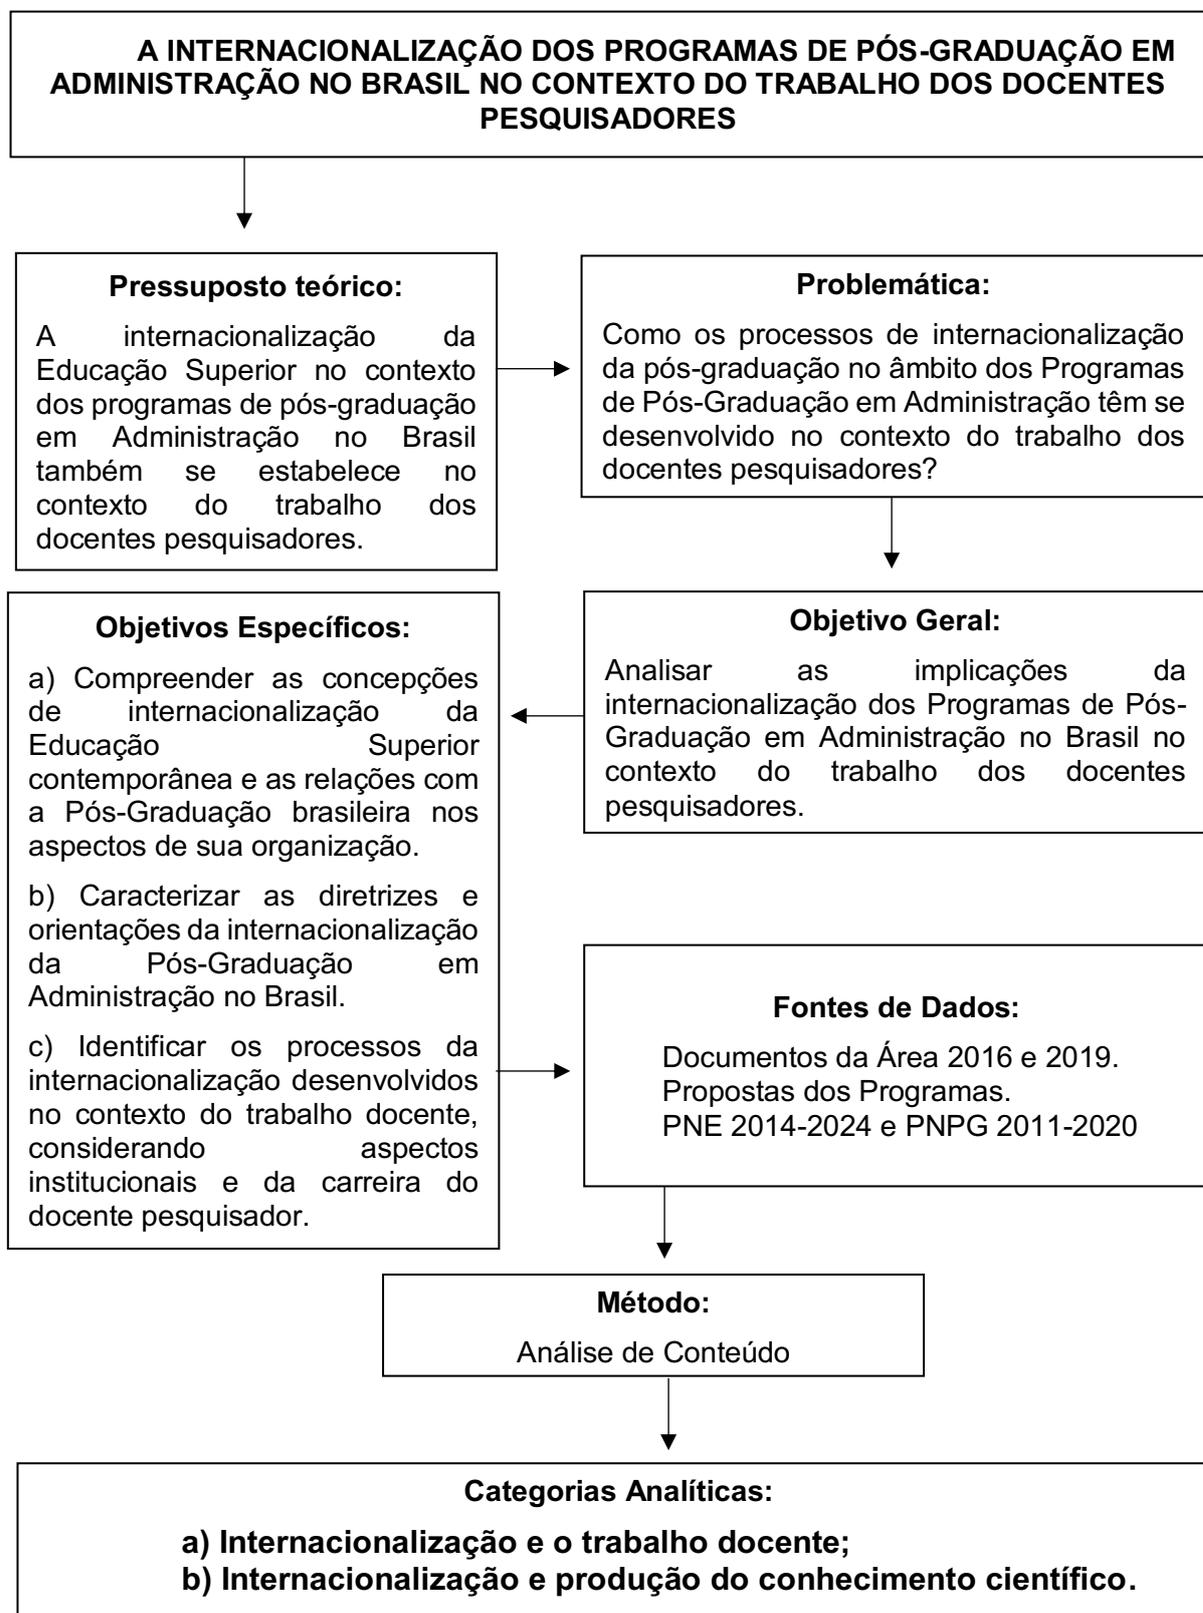 A INTERNACIONALIZAÇÃO DOS PROGRAMAS DE PÓS-GRADUAÇÃO EM
ADMINISTRAÇÃO NO BRASIL NO CONTEXTO DO TRABALHO DOS DOCENTES
PESQUISADORES
Pressuposto teórico:
A internacionalização da
Educação Superior no contexto
dos programas de pós-graduação
em Administração no Brasil
também se estabelece no
contexto do trabalho dos
docentes pesquisadores.
Problemática:
Como os processos de internacionalização
da pós-graduação no âmbito dos Programas
de Pós-Graduação em Administração têm se
desenvolvido no contexto do trabalho dos
docentes pesquisadores?
Objetivo Geral:
Analisar as implicações da
internacionalização dos Programas de Pós-
Graduação em Administração no Brasil no
contexto do trabalho dos docentes
pesquisadores.
Objetivos Específicos:
a) Compreender as concepções
de internacionalização da
Educação Superior
contemporânea e as relações com
a Pós-Graduação brasileira nos
aspectos de sua organização.
b) Caracterizar as diretrizes e
orientações da internacionalização
da Pós-Graduação em
Administração no Brasil.
c) Identificar os processos da
internacionalização desenvolvidos
no contexto do trabalho docente,
considerando aspectos
institucionais e da carreira do
docente pesquisador.
Fontes de Dados:
Documentos da Área 2016 e 2019.
Propostas dos Programas.
PNE 2014-2024 e PNPG 2011-2020
Método:
Análise de Conteúdo
Categorias Analíticas:
a) Internacionalização e o trabalho docente;
b) Internacionalização e produção do conhecimento científico.